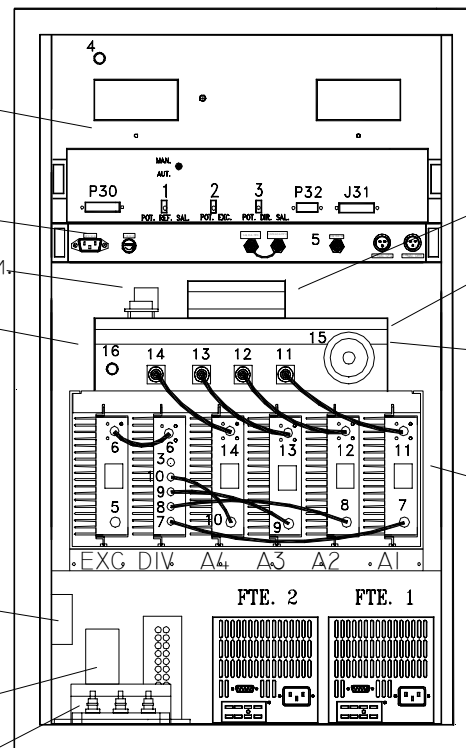 4
MAN.
AUT.
P30 1 2 3 P32 J31
POT. REF. SAL. POT. EXC. POT. DIR. SAL.
5
M.
15
16 14 13 12 11
6 6 14 13 12 11
3
10
9
8
5 7 10 9 8 7
EXC DIV A4 A3 A2 A1
FTE. 2 FTE. 1